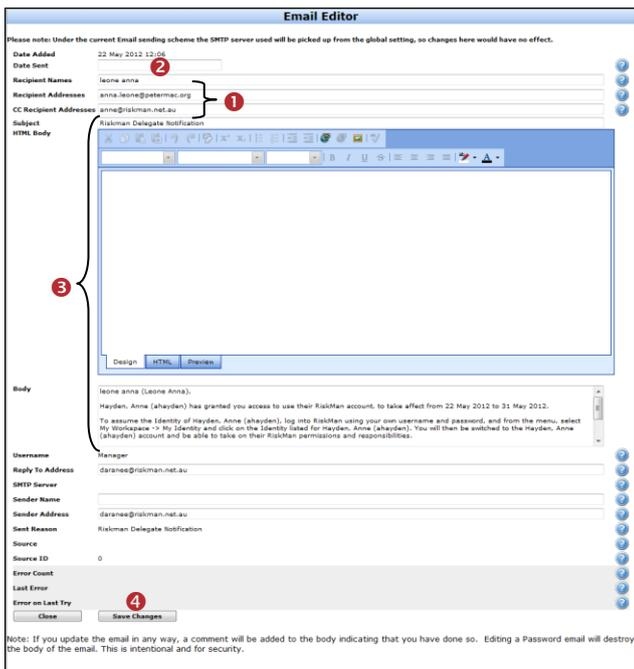 Email Editor
Please note: Under the current Email sending scheme the SMTP server used will be picked up from the global setting, so changes here would have no effect.
Date Added 22 May 2012 12:06
Date Sent 2
Recipient Names leone anna
Recipient Addresses anna.leone@petermac.org 1
CC Recipient Addresses anne@riskman.net.au
Subject Riskman Delegate Notification
HTML Body
B I U S
3
Design HTML Preview
Body leone anna (Leone Anna),
Hayden, Anne (ahayden) has granted you access to use their RiskMan account, to take affect from 22 May 2012 to 31 May 2012.
To assume the Identity of Hayden, Anne (ahayden), log into RiskMan using your own username and password, and from the menu, select
My Workspace -> My Identity and click on the Identity listed for Hayden, Anne (ahayden). You will then be switched to the Hayden, Anne
(ahayden) account and be able to take on their RiskMan permissions and responsibilities.
Username Manager
Reply To Address daranee@riskman.net.au
SMTP Server
Sender Name
Sender Address daranee@riskman.net.au
Sent Reason Riskman Delegate Notification
Source
Source ID 0
Error Count
Last Error
Error on Last Try 4
Close Save Changes
Note: If you update the email in any way, a comment will be added to the body indicating that you have done so. Editing a Password email will destroy
the body of the email. This is intentional and for security.